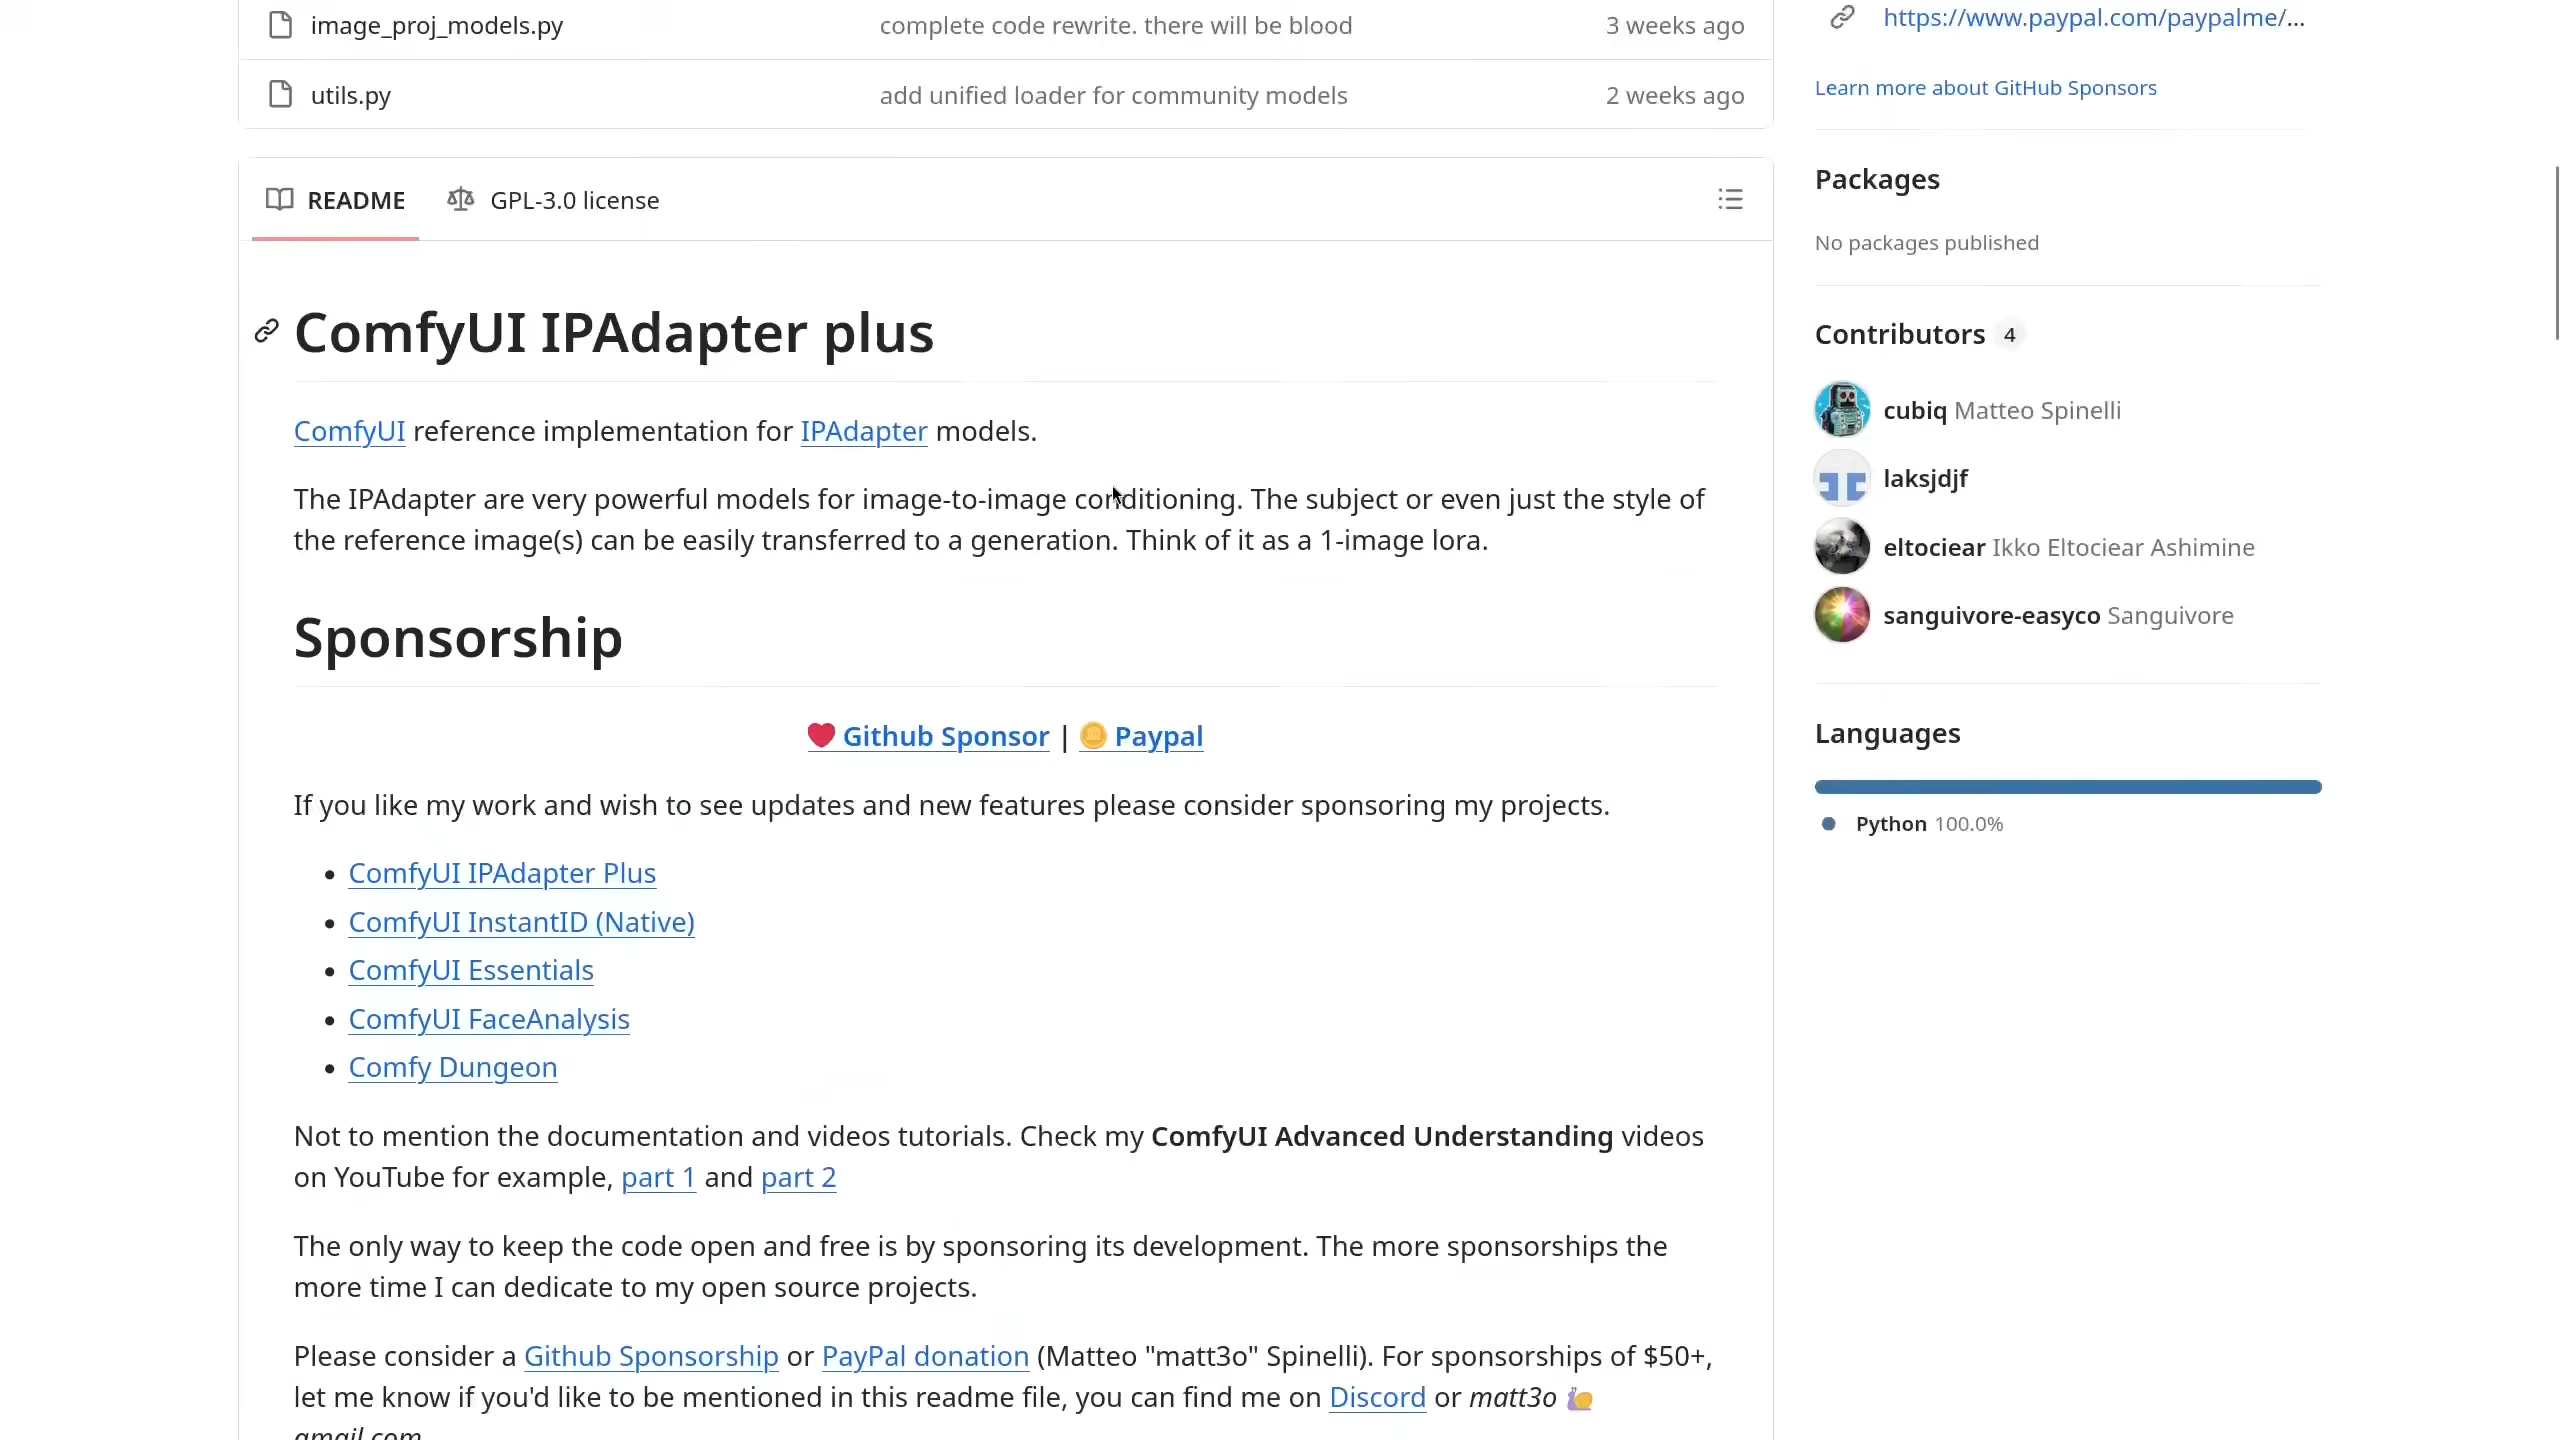 image_proj_models.py complete code rewrite. there will be blood 3 weeks ago
utils.py add unified loader for community models 2 weeks ago
README GPL-3.0 license
ComfyUI IPAdapter plus
ComfyUI reference implementation for IPAdapter models.
The IPAdapter are very powerful models for image-to-image conditioning. The subject or even just the style of
the reference image(s) can be easily transferred to a generation. Think of it as a 1-image lora.
Sponsorship
❤️ Github Sponsor | 🪙 Paypal
If you like my work and wish to see updates and new features please consider sponsoring my projects.
• ComfyUI IPAdapter Plus
• ComfyUI InstantID (Native)
• ComfyUI Essentials
• ComfyUI FaceAnalysis
• Comfy Dungeon
Not to mention the documentation and videos tutorials. Check my ComfyUI Advanced Understanding videos
on YouTube for example, part 1 and part 2
The only way to keep the code open and free is by sponsoring its development. The more sponsorships the
more time I can dedicate to my open source projects.
Please consider a Github Sponsorship or PayPal donation (Matteo "matt3o" Spinelli). For sponsorships of $50+,
let me know if you'd like to be mentioned in this readme file, you can find me on Discord or matt3o 🐌
gmail.com.
https://www.paypal.com/paypalme/...
Learn more about GitHub Sponsors
Packages
No packages published
Contributors 4
cubiq Matteo Spinelli
laksjdjf
eltociear Ikko Eltociear Ashimine
sanguivore-easyco Sanguivore
Languages
Python 100.0%